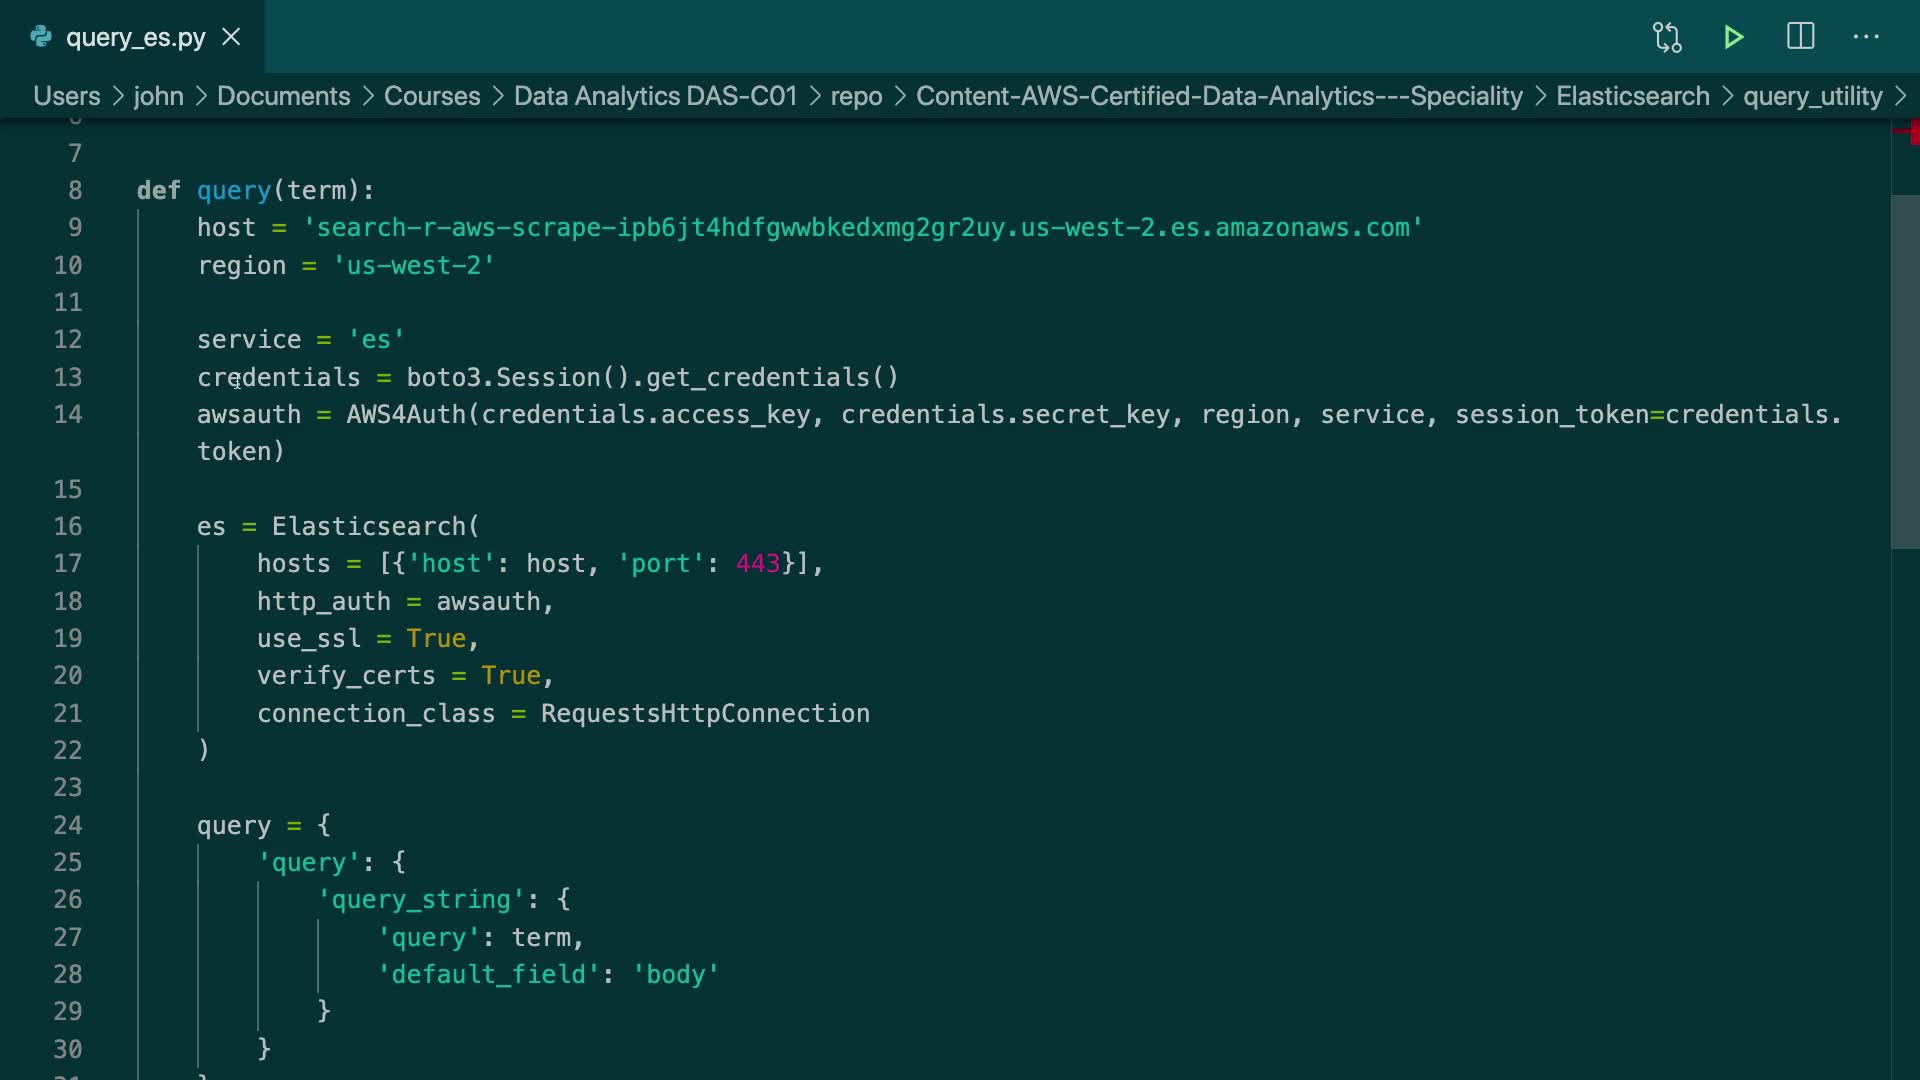 query_es.py
Users > john > Documents > Courses > Data Analytics DAS-C01 > repo > Content-AWS-Certified-Data-Analytics---Speciality > Elasticsearch > query_utility >
7
8 def query(term):
9 host = 'search-r-aws-scrape-ipb6jt4hdfgwwbkedxmg2gr2uy.us-west-2.es.amazonaws.com'
10 region = 'us-west-2'
11
12 service = 'es'
13 credentials = boto3.Session().get_credentials()
14 awsauth = AWS4Auth(credentials.access_key, credentials.secret_key, region, service, session_token=credentials.
token)
15
16 es = Elasticsearch(
17 hosts = [{'host': host, 'port': 443}],
18 http_auth = awsauth,
19 use_ssl = True,
20 verify_certs = True,
21 connection_class = RequestsHttpConnection
22 )
23
24 query = {
25 'query': {
26 'query_string': {
27 'query': term,
28 'default_field': 'body'
29 }
30 }